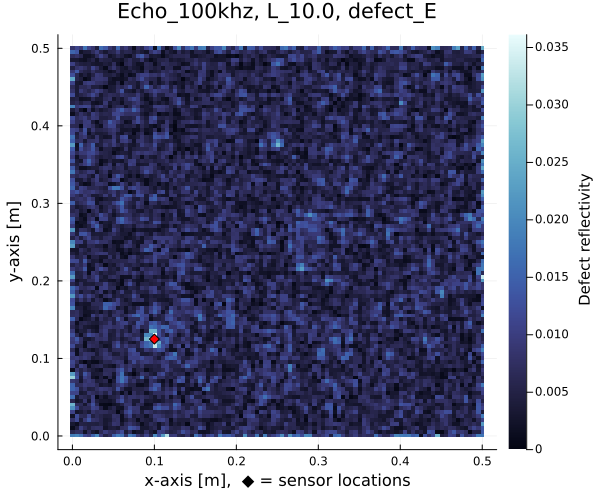 Echo_100khz, L_10.0, defect_E
0.5
0.4
0.3
0.2
0.1
0.0
y-axis [m]
0.0 0.1 0.2 0.3 0.4 0.5
x-axis [m], ◆ = sensor locations
0.035
0.030
0.025
0.020
0.015
0.010
0.005
0
Defect reflectivity